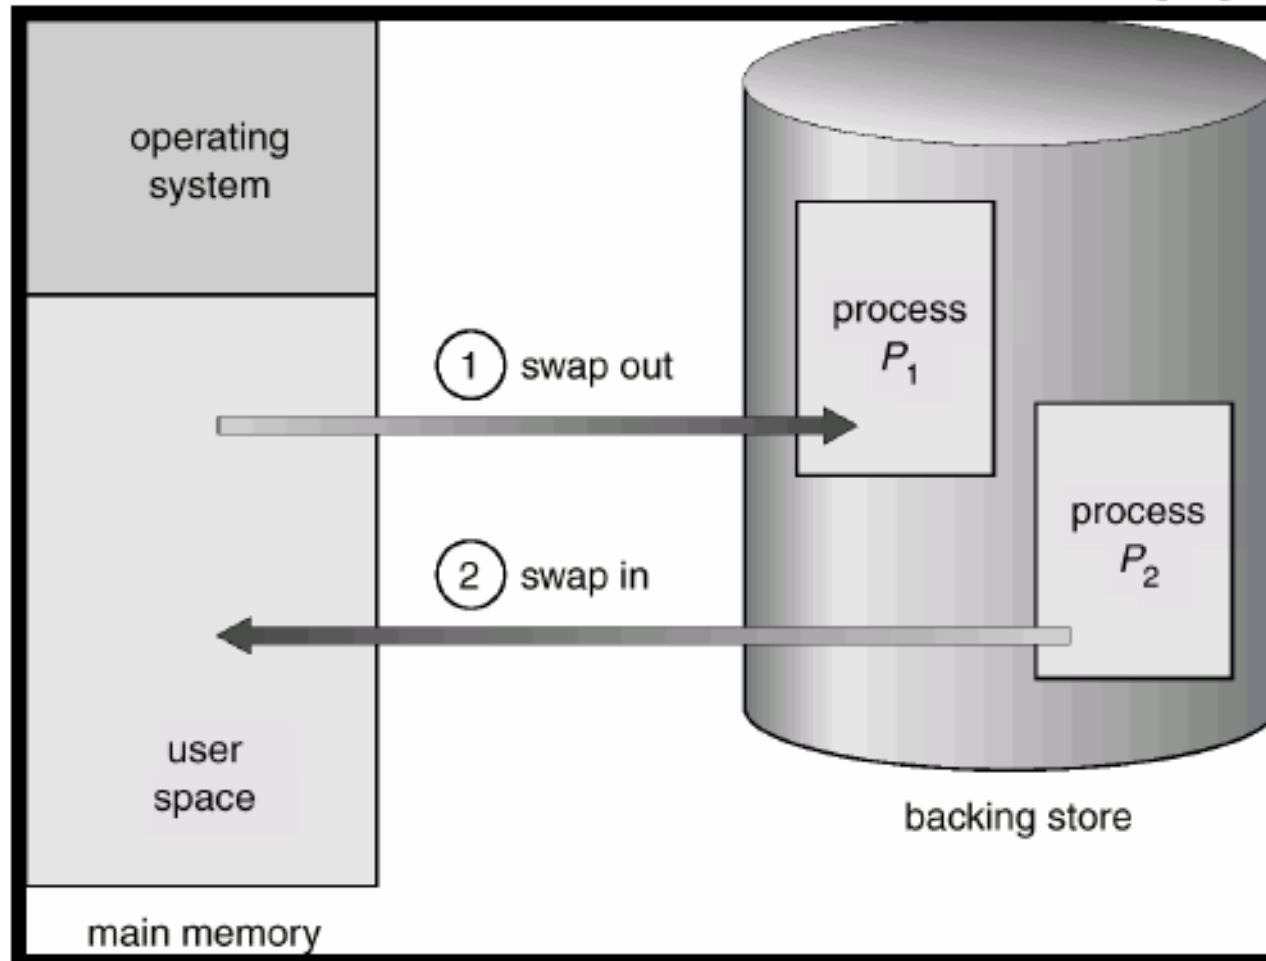 operating
system
process
P1
1 swap out
process
P2
2 swap in
user
space
backing store
main memory